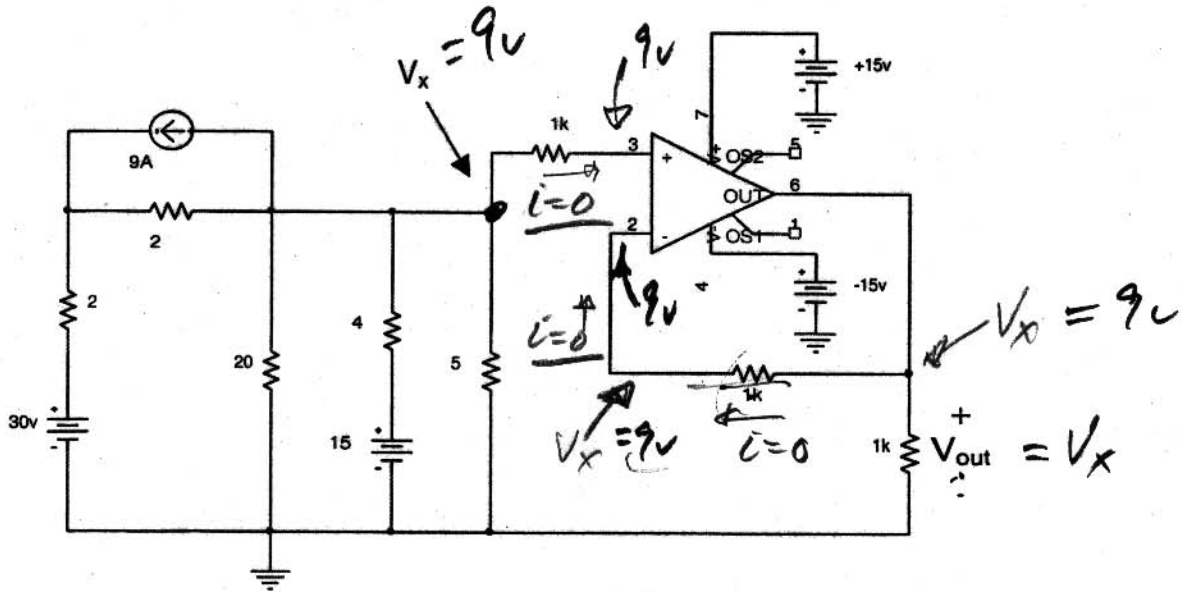 Vx = 9v
9v
+15v
7
1k
5
3
+
V+
OS2
6
9A
i=0
OUT
2
2
-
V-
OS1
1
4
9v
-15v
2
4
i=0
Vx = 9v
20
5
1k
30v
15
Vx = 9v
i=0
1k
+
Vout = Vx
-